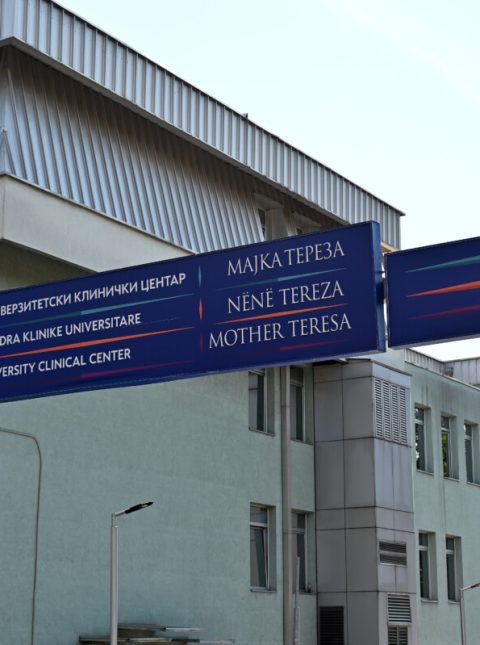 ВЕРЗИТЕТСКИ КЛИНИЧКИ ЦЕНТАР
DRA KLINIKE UNIVERSITARE
VERSITY CLINICAL CENTER
МАЈКА ТЕРЕЗА
NËNË TEREZA
MOTHER TERESA